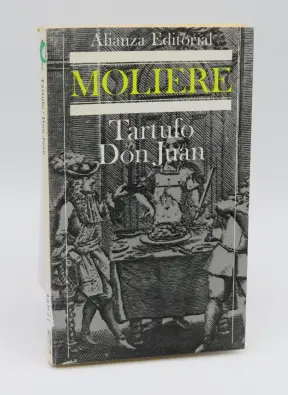 Alianza Editorial
MOLIERE
Tartufo
Don Juan